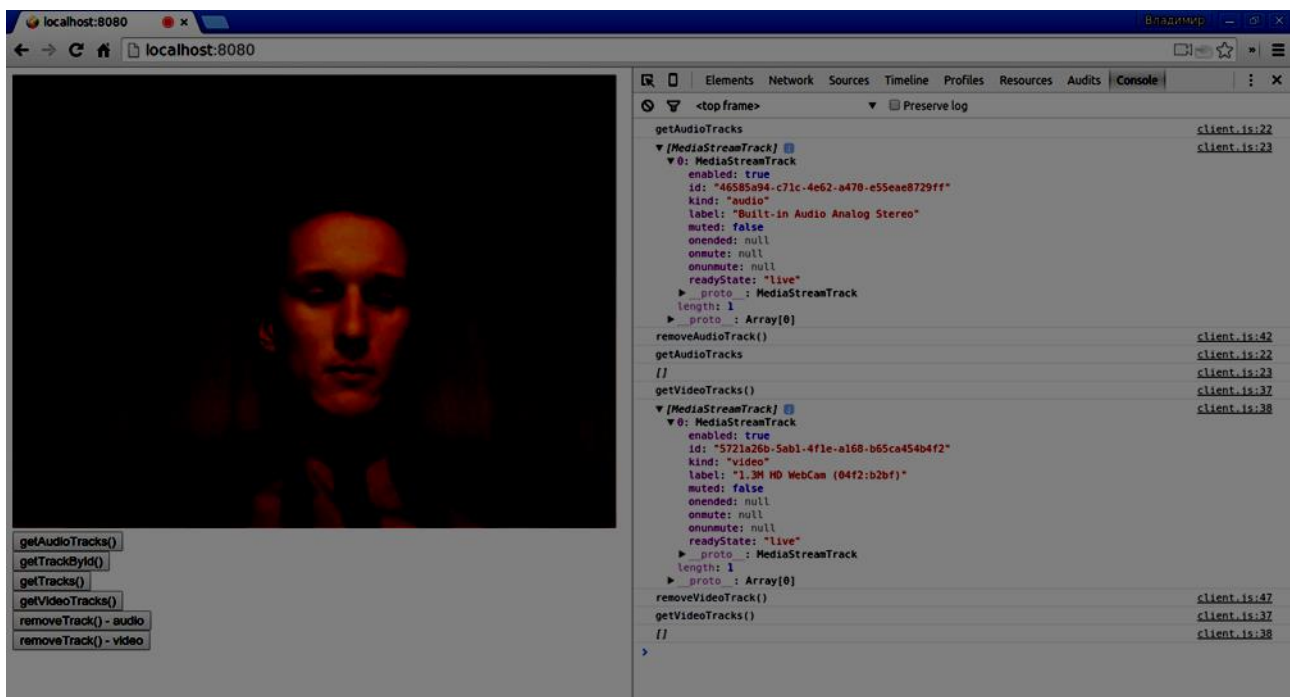 localhost:8080
Владимир
localhost:8080
Elements Network Sources Timeline Profiles Resources Audits Console
<top frame> Preserve log
getAudioTracks client.js:22
[MediaStreamTrack] client.js:23
0: MediaStreamTrack
enabled: true
id: "46585a94-c71c-4e62-a470-e55eae8729ff"
kind: "audio"
label: "Built-in Audio Analog Stereo"
muted: false
onended: null
onmute: null
onunmute: null
readyState: "live"
__proto__: MediaStreamTrack
length: 1
__proto__: Array[0]
removeAudioTrack() client.js:42
getAudioTracks client.js:22
[] client.js:23
getVideoTracks() client.js:37
[MediaStreamTrack] client.js:38
0: MediaStreamTrack
enabled: true
id: "5721a26b-5ab1-4f1e-a168-b65ca454b4f2"
kind: "video"
label: "1.3M HD WebCam (04f2:b2bf)"
muted: false
onended: null
onmute: null
onunmute: null
readyState: "live"
__proto__: MediaStreamTrack
length: 1
__proto__: Array[0]
removeVideoTrack() client.js:47
getVideoTracks() client.js:37
[] client.js:38
getAudioTracks()
getTrackById()
getTracks()
getVideoTracks()
removeTrack() - audio
removeTrack() - video